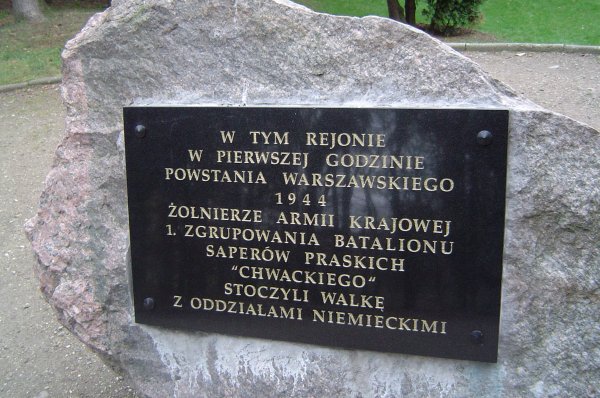 W TYM REJONIE
W PIERWSZEJ GODZINIE
POWSTANIA WARSZAWSKIEGO
1944
ŻOLNIERZE ARMII KRAJOWEJ
1. ZGRUPOWANIA BATALIONU
SAPERÓW PRASKICH
"CHWACKIEGO"
STOCZYLI WALKĘ
Z ODDZIAŁAMI NIEMIECKIMI